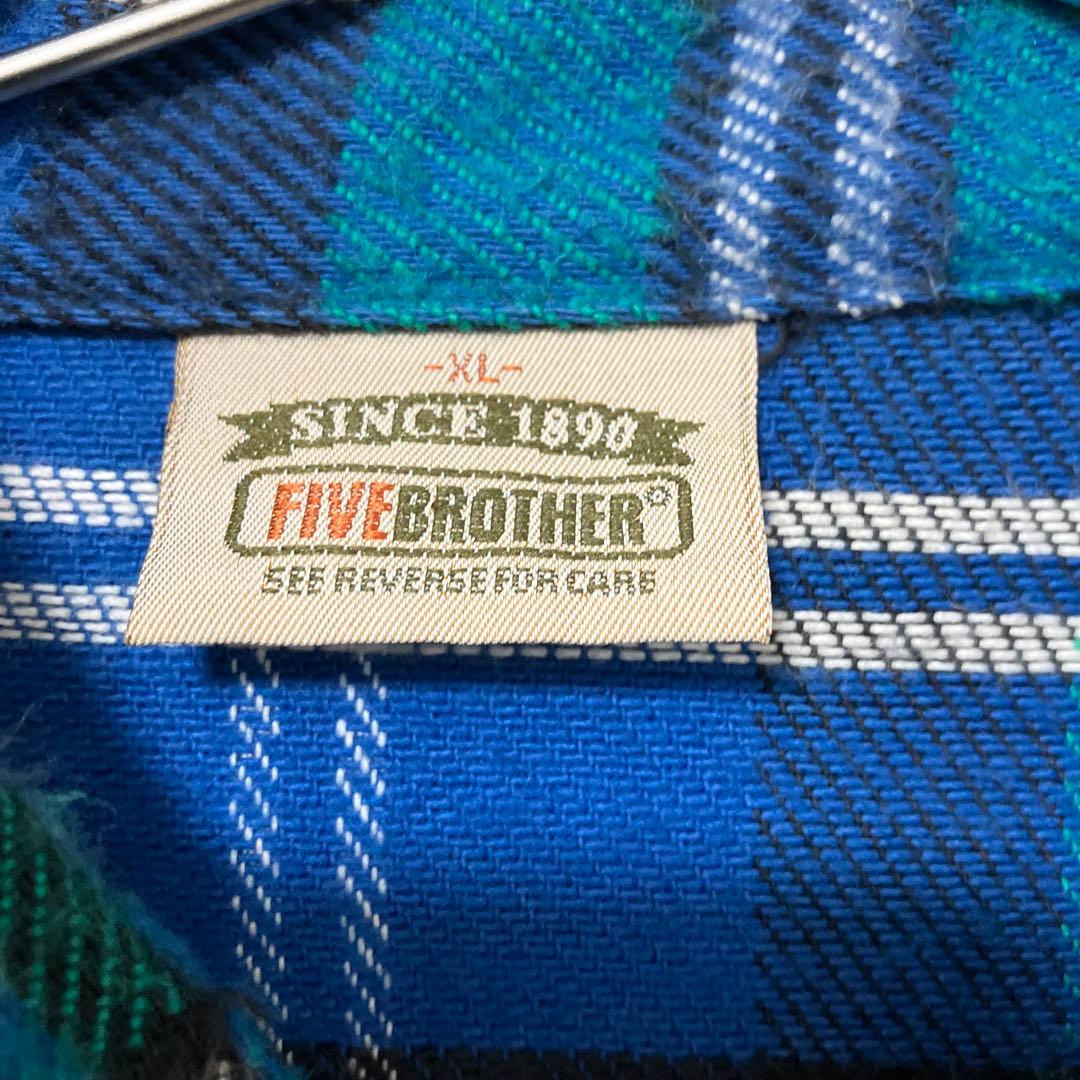 -XL-
SINCE 1890
FIVEBROTHER®
SEE REVERSE FOR CARE